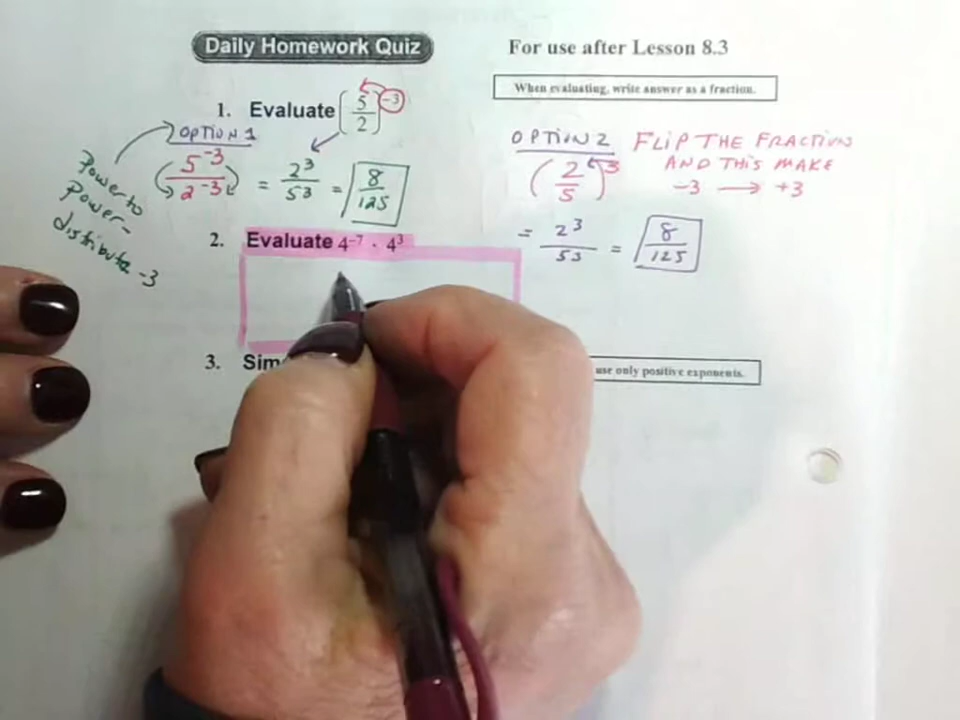 Daily Homework Quiz
For use after Lesson 8.3
When evaluating, write answer as a fraction.
1. Evaluate (5/2)^-3
OPTION 1
(5^-3/2^-3) = 2^3/5^3 = 8/125
Power to
Power -
distribute -3
OPTION 2 FLIP THE FRACTION
AND THIS MAKE
-3 → +3
(2/5)^3
= 2^3/5^3 = 8/125
2. Evaluate 4^-7 · 4^3
3. Sim
use only positive exponents.